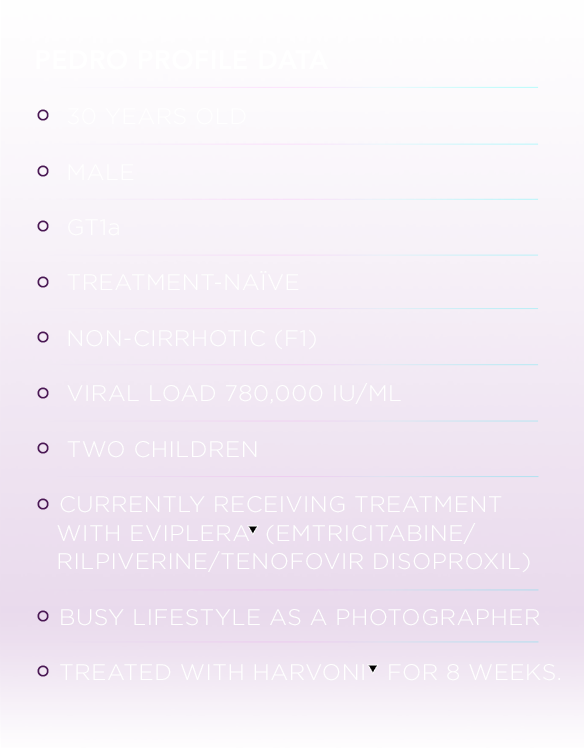 PEDRO PROFILE DATA
30 YEARS OLD
MALE
GT1a
TREATMENT-NAÏVE
NON-CIRRHOTIC (F1)
VIRAL LOAD 780,000 IU/ML
TWO CHILDREN
CURRENTLY RECEIVING TREATMENT
WITH EVIPLERA▼ (EMTRICITABINE/
RILPIVERINE/TENOFOVIR DISOPROXIL)
BUSY LIFESTYLE AS A PHOTOGRAPHER
TREATED WITH HARVONI▼ FOR 8 WEEKS.